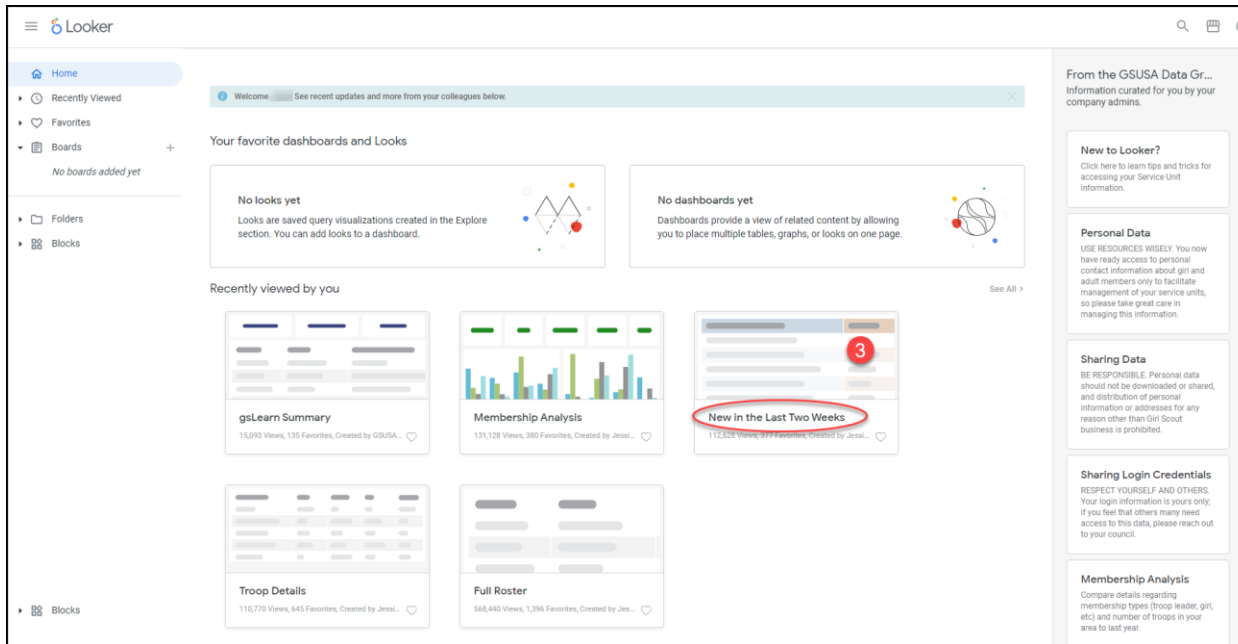 Looker
Home
Recently Viewed
Favorites
Boards
No boards added yet
Folders
Blocks
Blocks
Welcome See recent updates and more from your colleagues below.
Your favorite dashboards and Looks
No looks yet
Looks are saved query visualizations created in the Explore
section. You can add looks to a dashboard.
No dashboards yet
Dashboards provide a view of related content by allowing
you to place multiple tables, graphs, or looks on one page.
Recently viewed by you
See All >
gsLearn Summary
15,093 Views, 135 Favorites, Created by GSUSA...
Membership Analysis
131,128 Views, 380 Favorites, Created by Jessi...
3
New in the Last Two Weeks
112,628 Views, 377 Favorites, Created by Jessi...
Troop Details
110,770 Views, 645 Favorites, Created by Jessi...
Full Roster
568,440 Views, 1,396 Favorites, Created by Jes...
From the GSUSA Data Gr...
Information curated for you by your
company admins.
New to Looker?
Click here to learn tips and tricks for
accessing your Service Unit
information.
Personal Data
USE RESOURCES WISELY. You now
have ready access to personal
contact information about girl and
adult members only to facilitate
management of your service units,
so please take great care in
managing this information.
Sharing Data
BE RESPONSIBLE. Personal data
should not be downloaded or shared,
and distribution of personal
information or addresses for any
reason other than Girl Scout
business is prohibited.
Sharing Login Credentials
RESPECT YOURSELF AND OTHERS.
Your login information is yours only;
if you feel that others many need
access to this data, please reach out
to your council.
Membership Analysis
Compare details regarding
membership types (troop leader, girl,
etc) and number of troops in your
area to last year.